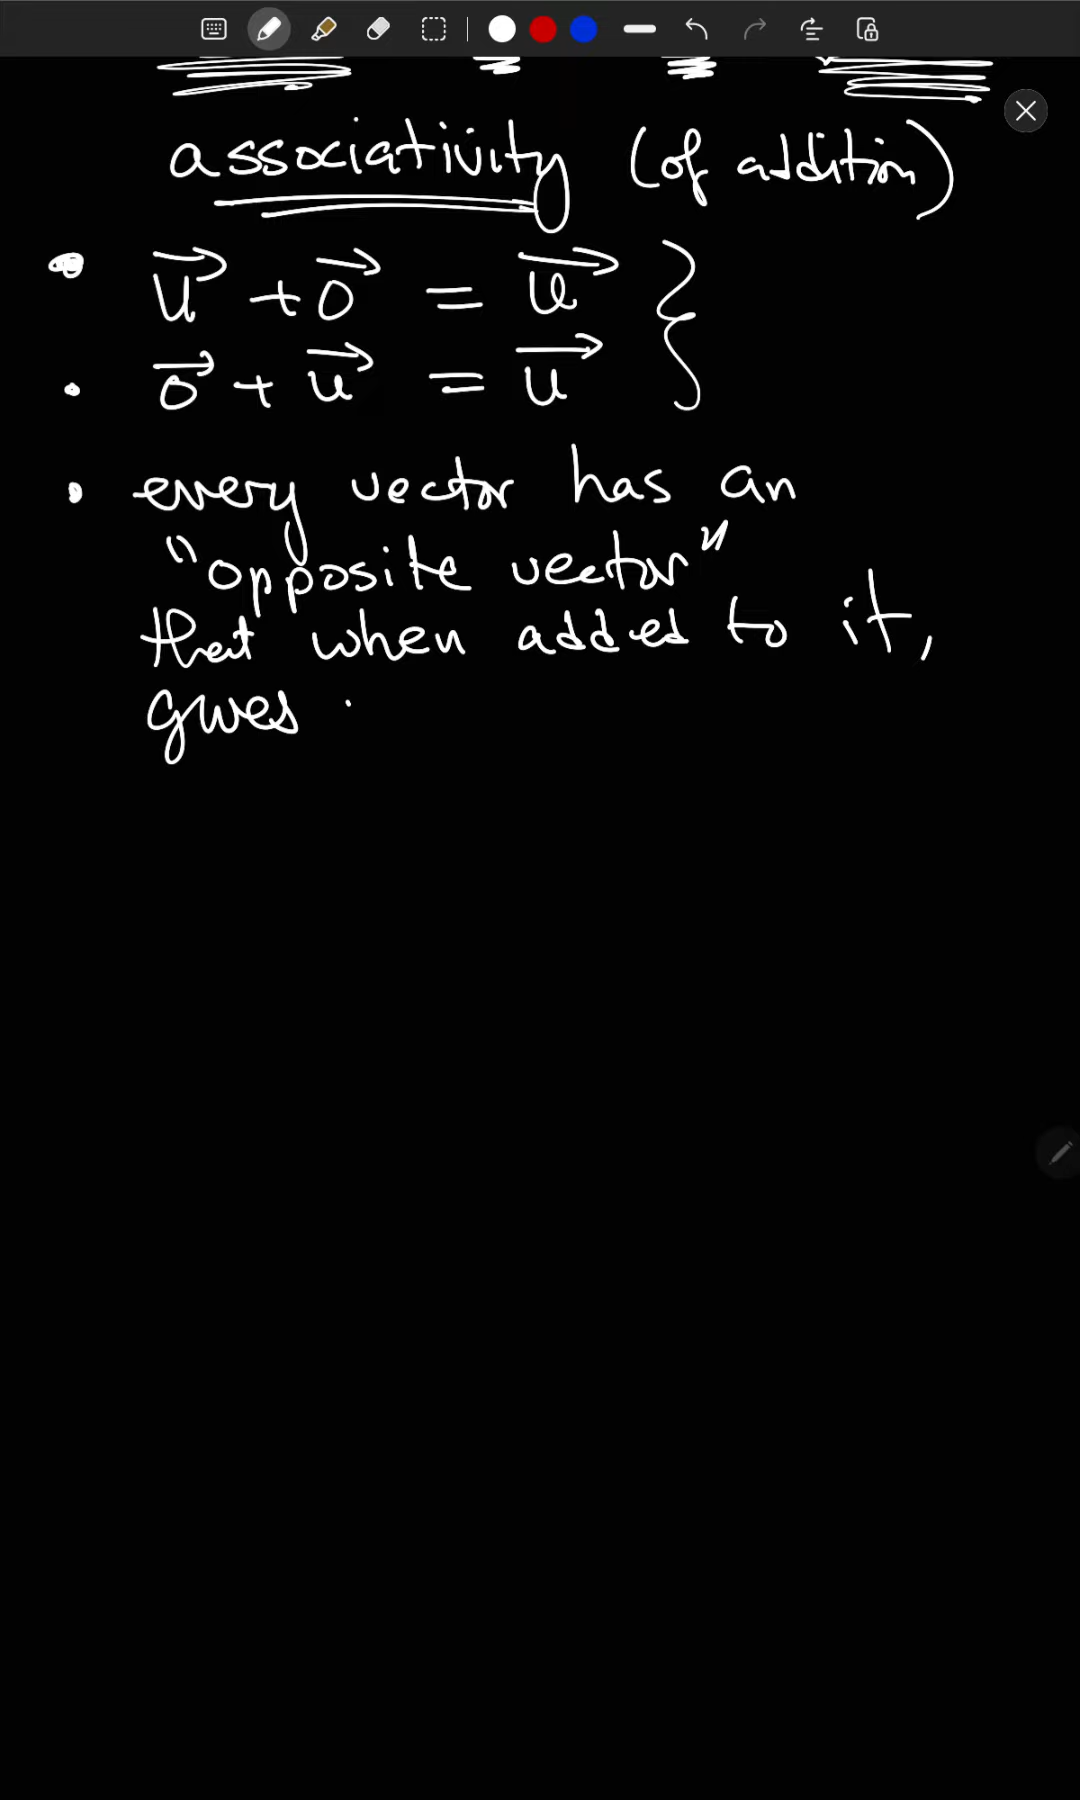 associativity (of addition)
• u⃗ + 0⃗ = u⃗ }
• 0⃗ + u⃗ = u⃗
• every vector has an
"opposite vector"
that when added to it,
gives